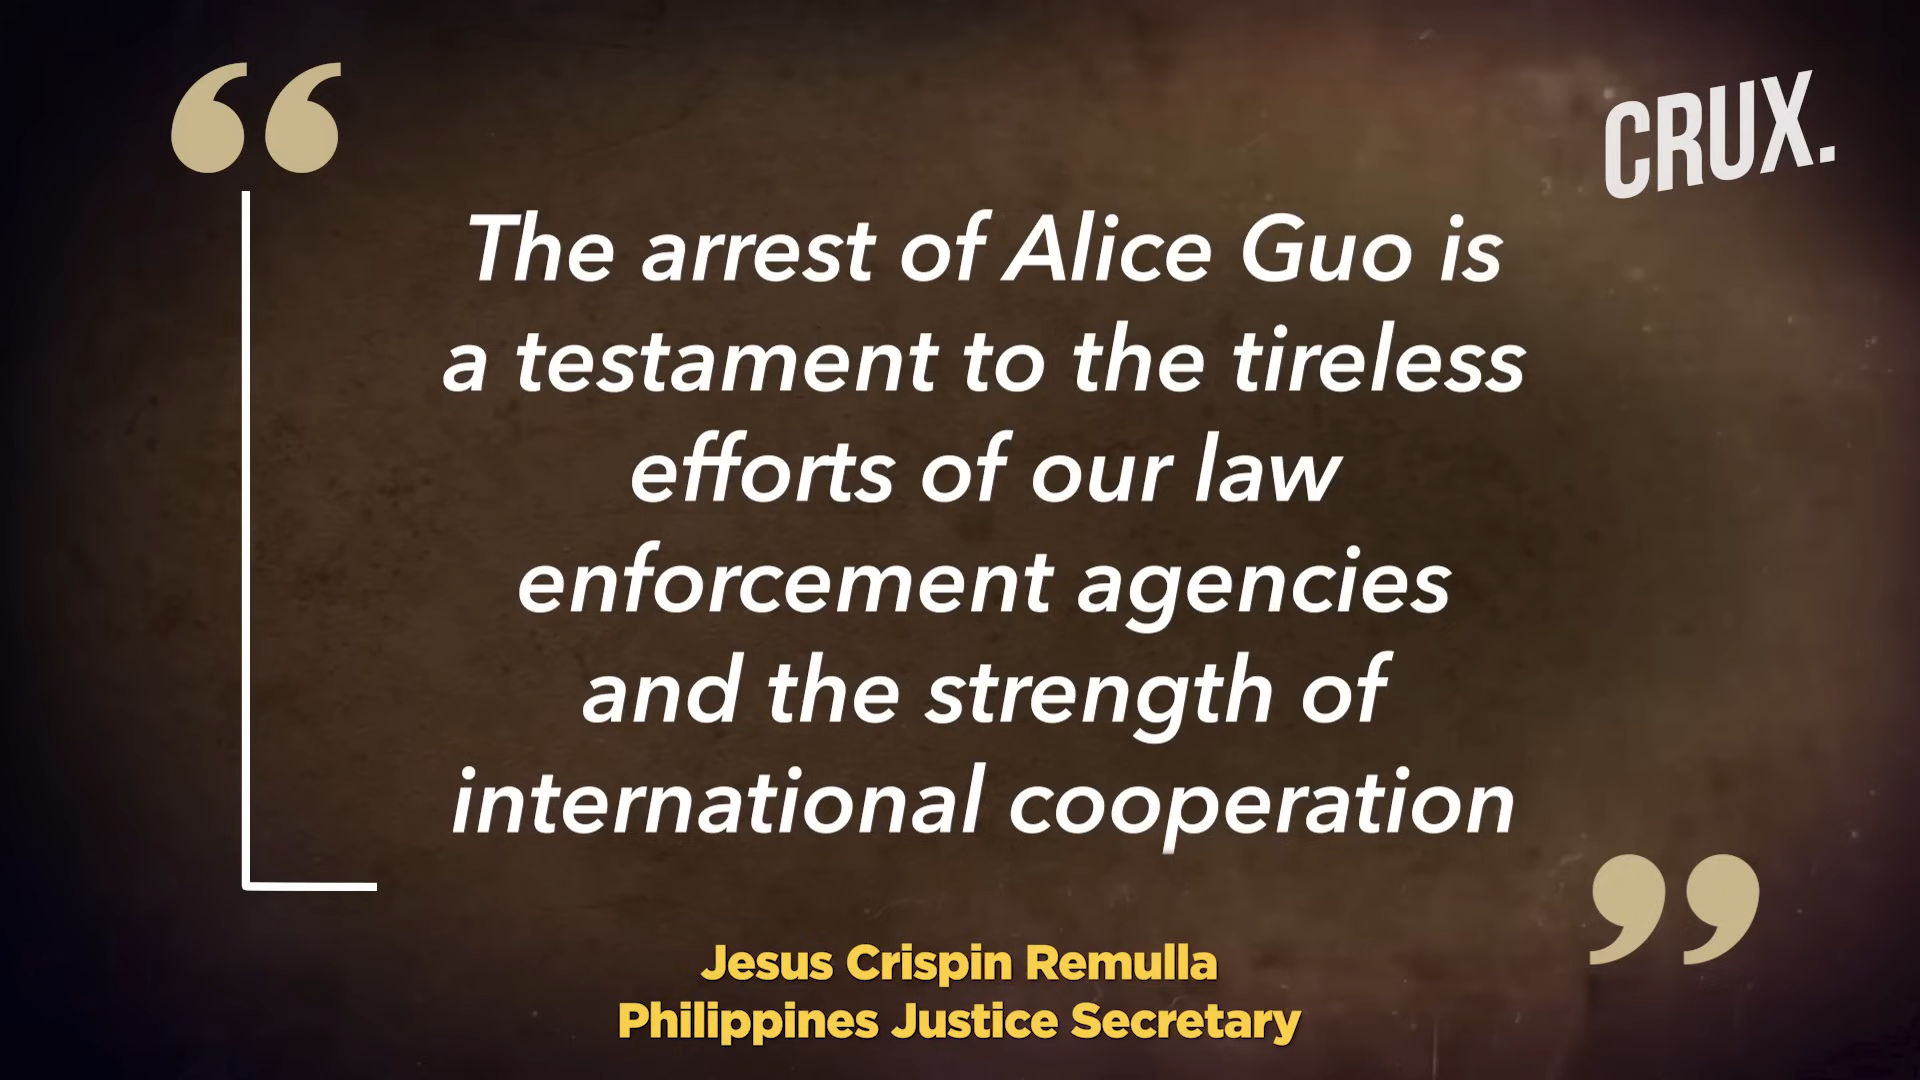 CRUX.
“
The arrest of Alice Guo is
a testament to the tireless
efforts of our law
enforcement agencies
and the strength of
international cooperation
”
Jesus Crispin Remulla
Philippines Justice Secretary